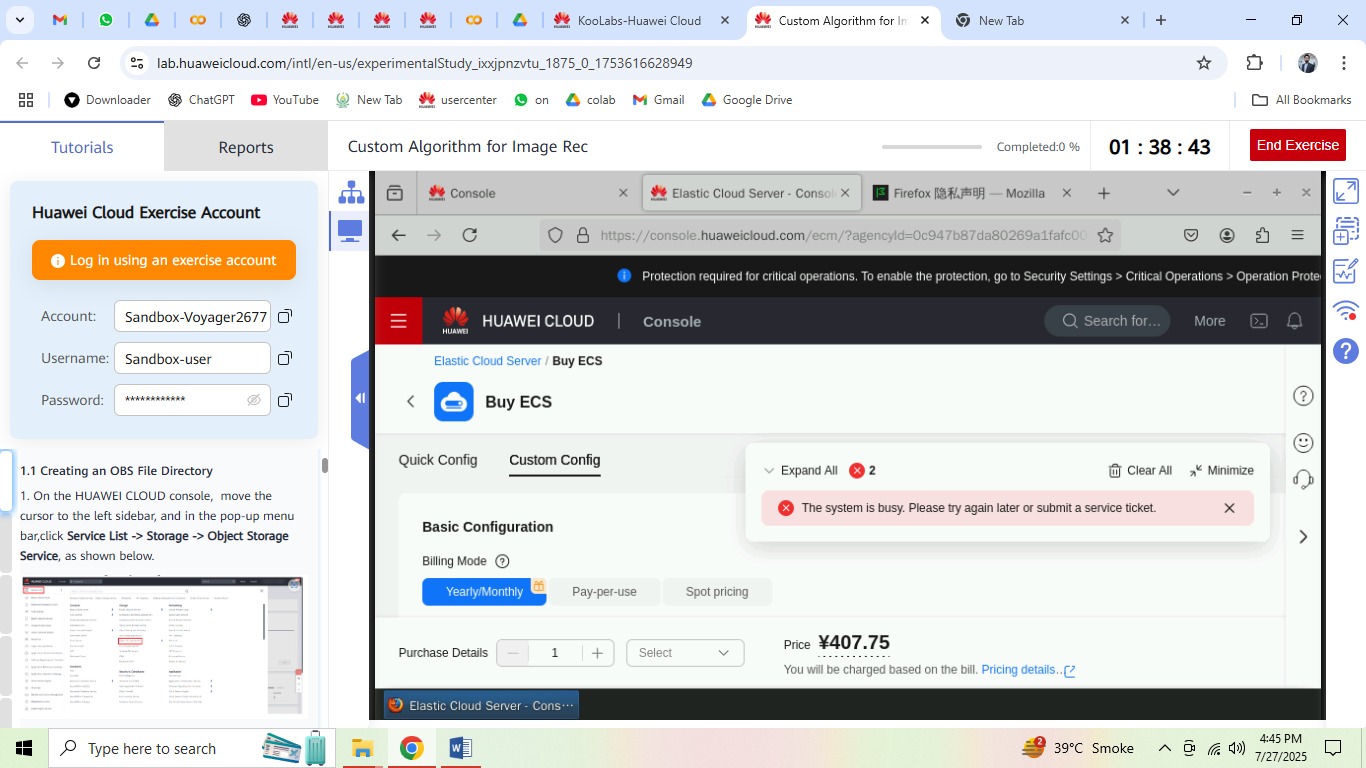 KooLabs-Huawei Cloud
Custom Algorithm for Im
New Tab
lab.huaweicloud.com/intl/en-us/experimentalStudy_ixxjpnzvtu_1875_0_1753616628949
Downloader
ChatGPT
YouTube
New Tab
usercenter
on
colab
Gmail
Google Drive
All Bookmarks
Tutorials
Reports
Custom Algorithm for Image Rec
Completed:0 %
01 : 38 : 43
End Exercise
Huawei Cloud Exercise Account
Log in using an exercise account
Account:
Sandbox-Voyager2677
Username:
Sandbox-user
Password:
************
1.1 Creating an OBS File Directory
1. On the HUAWEI CLOUD console, move the
cursor to the left sidebar, and in the pop-up menu
bar,click Service List -> Storage -> Object Storage
Service, as shown below.
Console
Elastic Cloud Server - Consol
Firefox 隐私声明 — Mozilla
https://console.huaweicloud.com/ecm/?agencyId=0c947b87da80269a1fafc00
Protection required for critical operations. To enable the protection, go to Security Settings > Critical Operations > Operation Prote
HUAWEI
HUAWEI CLOUD
Console
Search for...
More
Elastic Cloud Server / Buy ECS
Buy ECS
Quick Config
Custom Config
Expand All
2
Clear All
Minimize
The system is busy. Please try again later or submit a service ticket.
Basic Configuration
Billing Mode
Yearly/Monthly
Pay-per-use
Spot pricing
Purchase Details
1
Select
Price ¥407.75
You will be charged based on the bill. Pricing details..
Elastic Cloud Server - Cons···
Type here to search
2
39°C Smoke
4:45 PM
7/27/2025